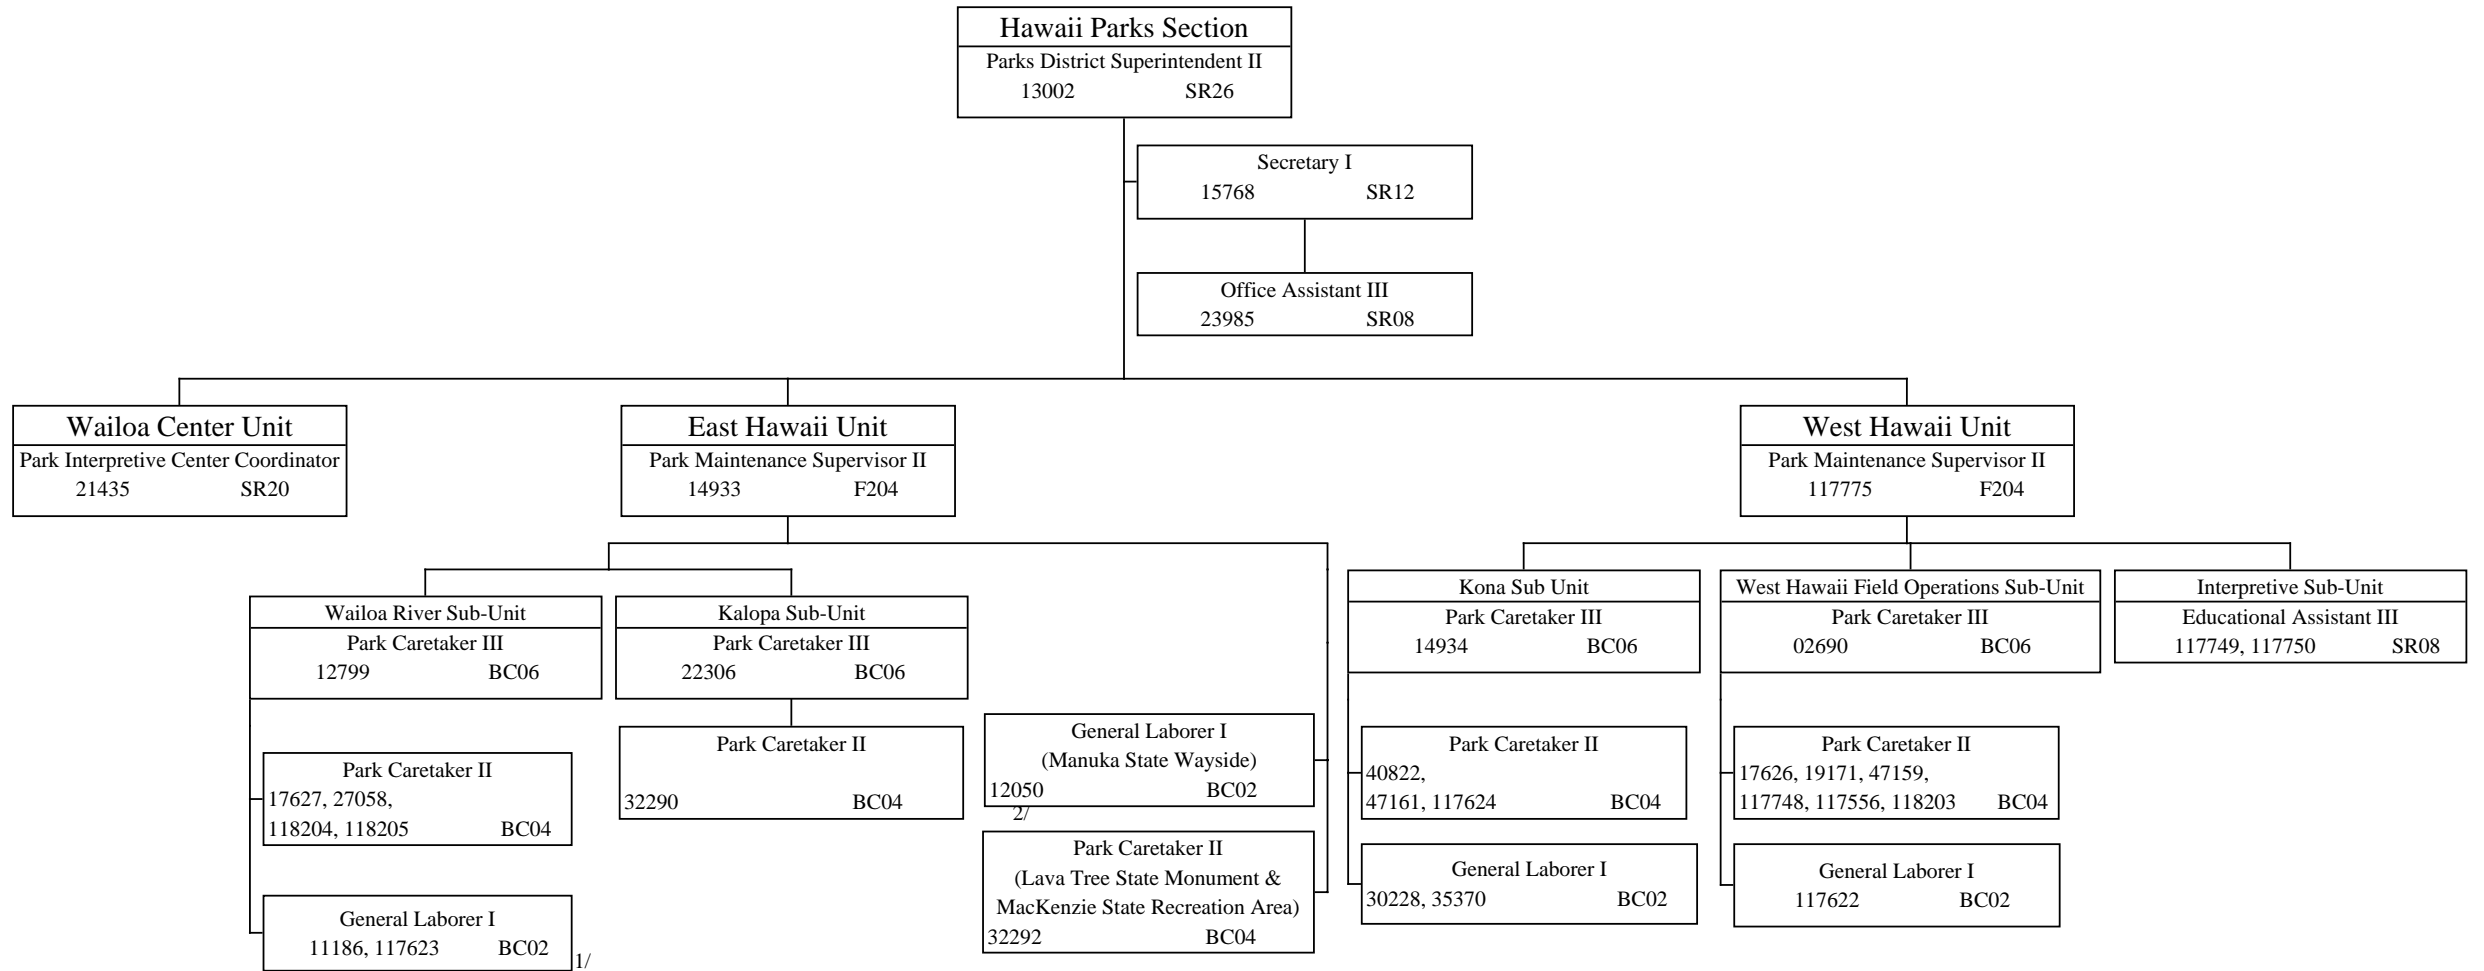 Hawaii Parks Section
Parks District Superintendent II
13002 SR26
Secretary I
15768 SR12
Office Assistant III
23985 SR08
Wailoa Center Unit
Park Interpretive Center Coordinator
21435 SR20
East Hawaii Unit
Park Maintenance Supervisor II
14933 F204
West Hawaii Unit
Park Maintenance Supervisor II
117775 F204
Wailoa River Sub-Unit
Park Caretaker III
12799 BC06
Park Caretaker II
17627, 27058,
118204, 118205 BC04
General Laborer I
11186, 117623 BC02
1/
Kalopa Sub-Unit
Park Caretaker III
22306 BC06
Park Caretaker II
32290 BC04
General Laborer I
(Manuka State Wayside)
12050 BC02
2/
Park Caretaker II
(Lava Tree State Monument &
MacKenzie State Recreation Area)
32292 BC04
Kona Sub Unit
Park Caretaker III
14934 BC06
Park Caretaker II
40822,
47161, 117624 BC04
General Laborer I
30228, 35370 BC02
West Hawaii Field Operations Sub-Unit
Park Caretaker III
02690 BC06
Park Caretaker II
17626, 19171, 47159,
117748, 117556, 118203 BC04
General Laborer I
117622 BC02
Interpretive Sub-Unit
Educational Assistant III
117749, 117750 SR08